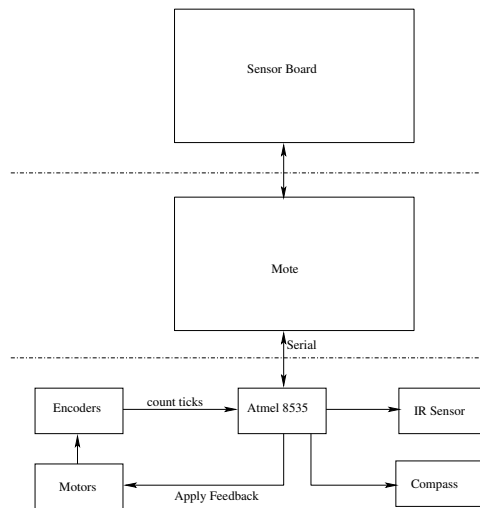 Sensor Board
Mote
Serial
Encoders
count ticks
Atmel 8535
IR Sensor
Motors
Apply Feedback
Compass